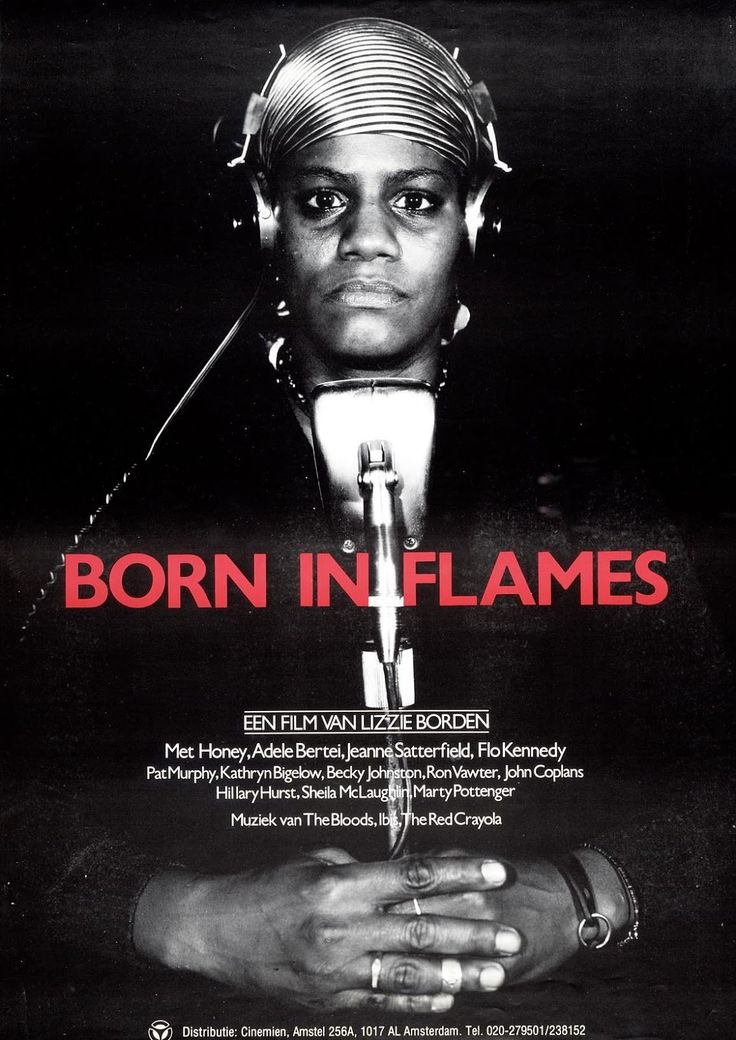 BORN IN FLAMES
EEN FILM VAN LIZZIE BORDEN
Met Honey, Adele Bertei, Jeanne Satterfield, Flo Kennedy
Pat Murphy, Kathryn Bigelow, Becky Johnston, Ron Vawter, John Coplans
Hillary Hurst, Sheila McLaughlin, Marty Pottenger
Muziek van The Bloods, Ibis, The Red Crayola
Distributie: Cinemien, Amstel 256A, 1017 AL Amsterdam. Tel. 020-279501/238152